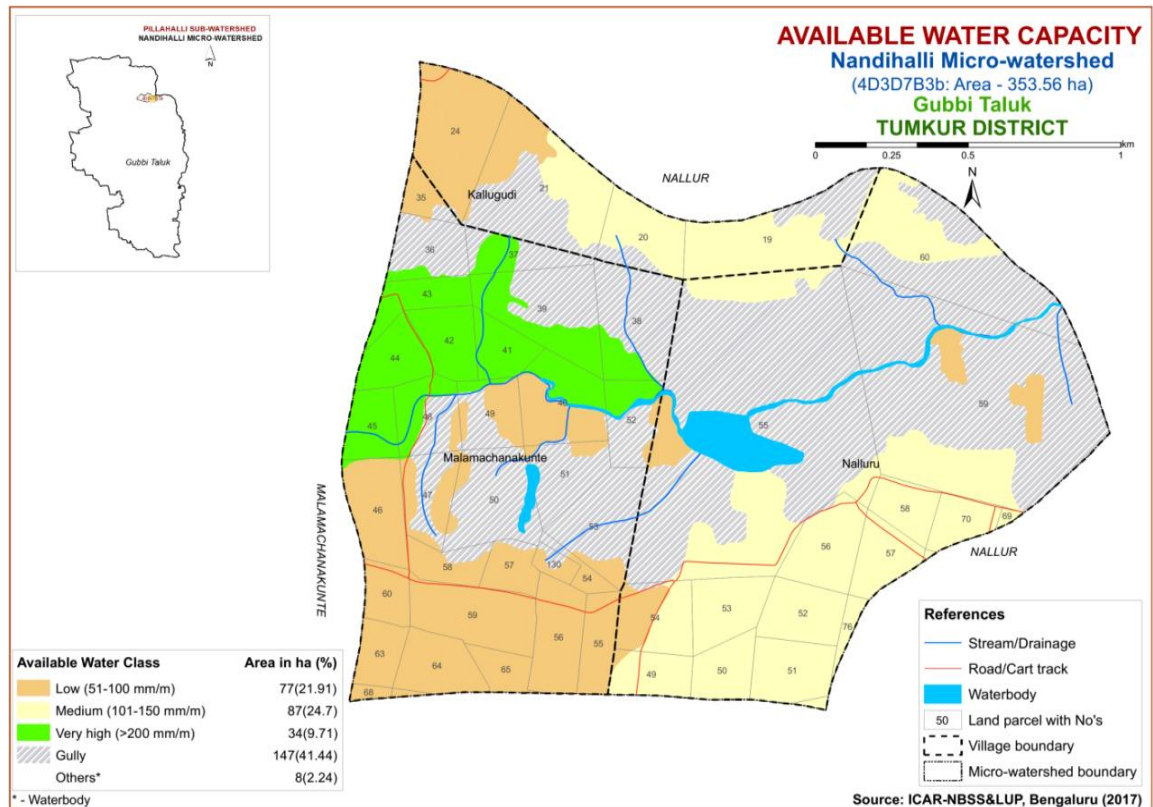 PILLAHALLI SUB-WATERSHED
NANDIHALLI MICRO-WATERSHED
N
Gubbi Taluk
AVAILABLE WATER CAPACITY
Nandihalli Micro-watershed
(4D3D7B3b: Area - 353.56 ha)
Gubbi Taluk
TUMKUR DISTRICT
km
0 0.25 0.5 1
N
24
NALLUR
21
Kallugudi
35
20
19
36
37
60
43
39
38
42
41
44
48
49
46
52
59
45
55
Malamachanakunte
51
Nalluru
47
50
46
58
53
70
69
MALAMACHANAKUNTE
56
57
NALLUR
58
57
130
54
60
59
54
53
52
76
56
55
63
64
65
49
50
51
68
Available Water Class Area in ha (%)
Low (51-100 mm/m) 77(21.91)
Medium (101-150 mm/m) 87(24.7)
Very high (>200 mm/m) 34(9.71)
Gully 147(41.44)
Others* 8(2.24)
* - Waterbody
References
Stream/Drainage
Road/Cart track
Waterbody
50 Land parcel with No's
Village boundary
Micro-watershed boundary
Source: ICAR-NBSS&LUP, Bengaluru (2017)